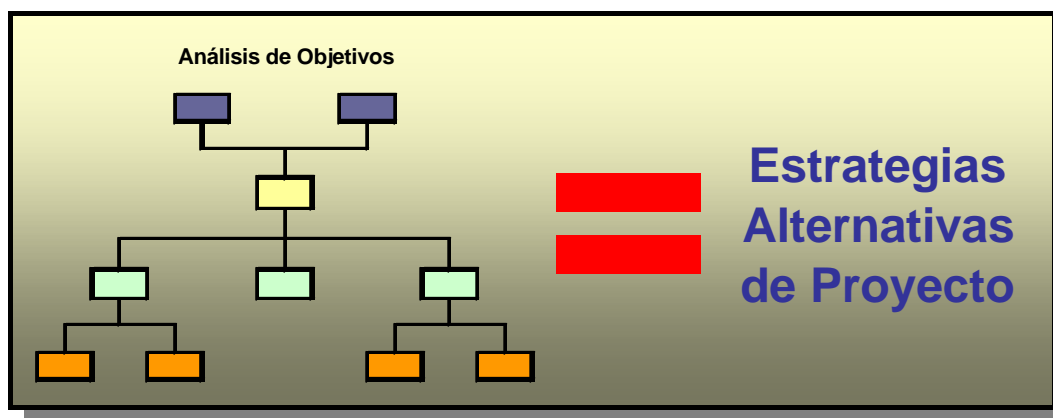 Análisis de Objetivos
Estrategias
Alternativas
de Proyecto